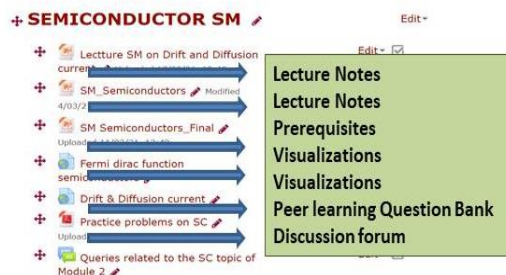 SEMICONDUCTOR SM
Edit
Lectture SM on Drift and Diffusion
Edit
current
SM_Semiconductors
Modified
4/03/2
SM Semiconductors_Final
Uploaded
Fermi dirac function
Drift & Diffusion current
Practice problems on SC
Upload
Queries related to the SC topic of
Module 2
Lecture Notes
Lecture Notes
Prerequisites
Visualizations
Visualizations
Peer learning Question Bank
Discussion forum